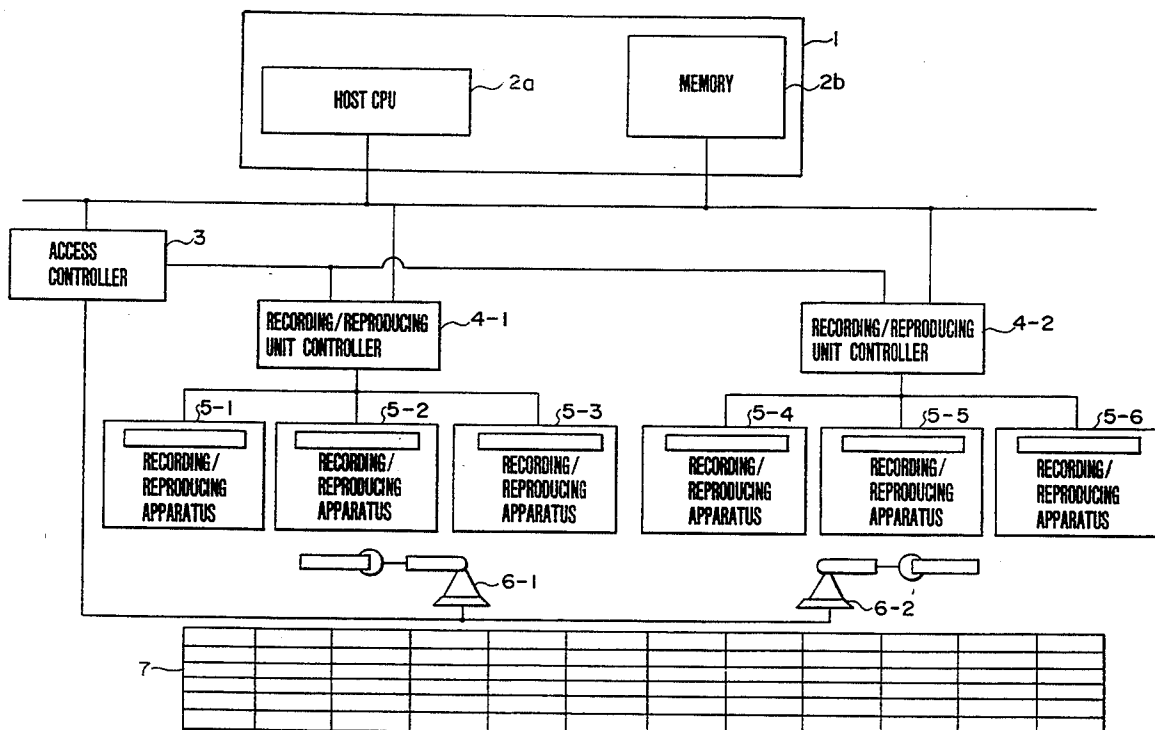 1
HOST CPU
2a
MEMORY
2b
ACCESS
CONTROLLER
3
RECORDING/REPRODUCING
UNIT CONTROLLER
4-1
RECORDING/REPRODUCING
UNIT CONTROLLER
4-2
5-1
RECORDING/
REPRODUCING
APPARATUS
5-2
RECORDING/
REPRODUCING
APPARATUS
5-3
RECORDING/
REPRODUCING
APPARATUS
5-4
RECORDING/
REPRODUCING
APPARATUS
5-5
RECORDING/
REPRODUCING
APPARATUS
5-6
RECORDING/
REPRODUCING
APPARATUS
6-1
6-2
7